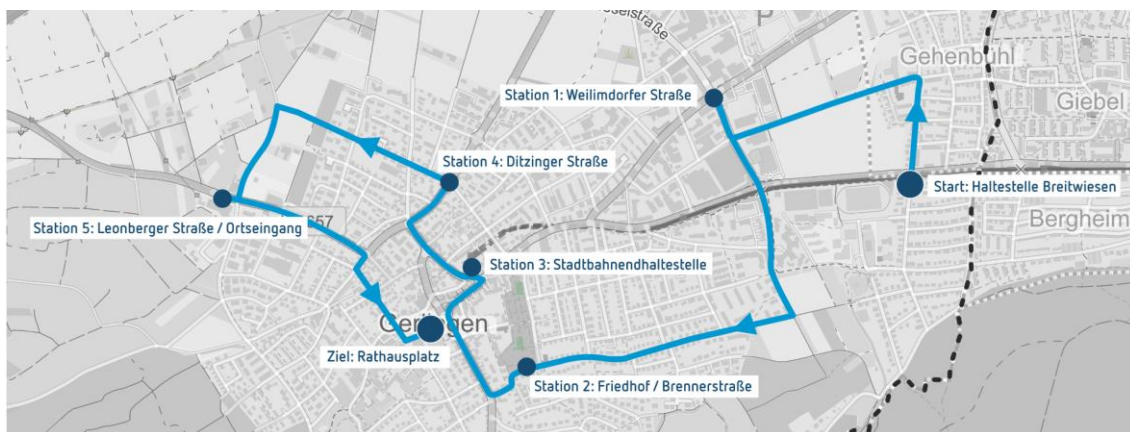 Gehenbühl
Station 1: Weilimdorfer Straße
Giebel
Station 4: Ditzinger Straße
Start: Haltestelle Breitwiesen
657
Bergheim
Station 5: Leonberger Straße / Ortseingang
Station 3: Stadtbahnendhaltestelle
Ziel: Rathausplatz
Station 2: Friedhof / Brennerstraße